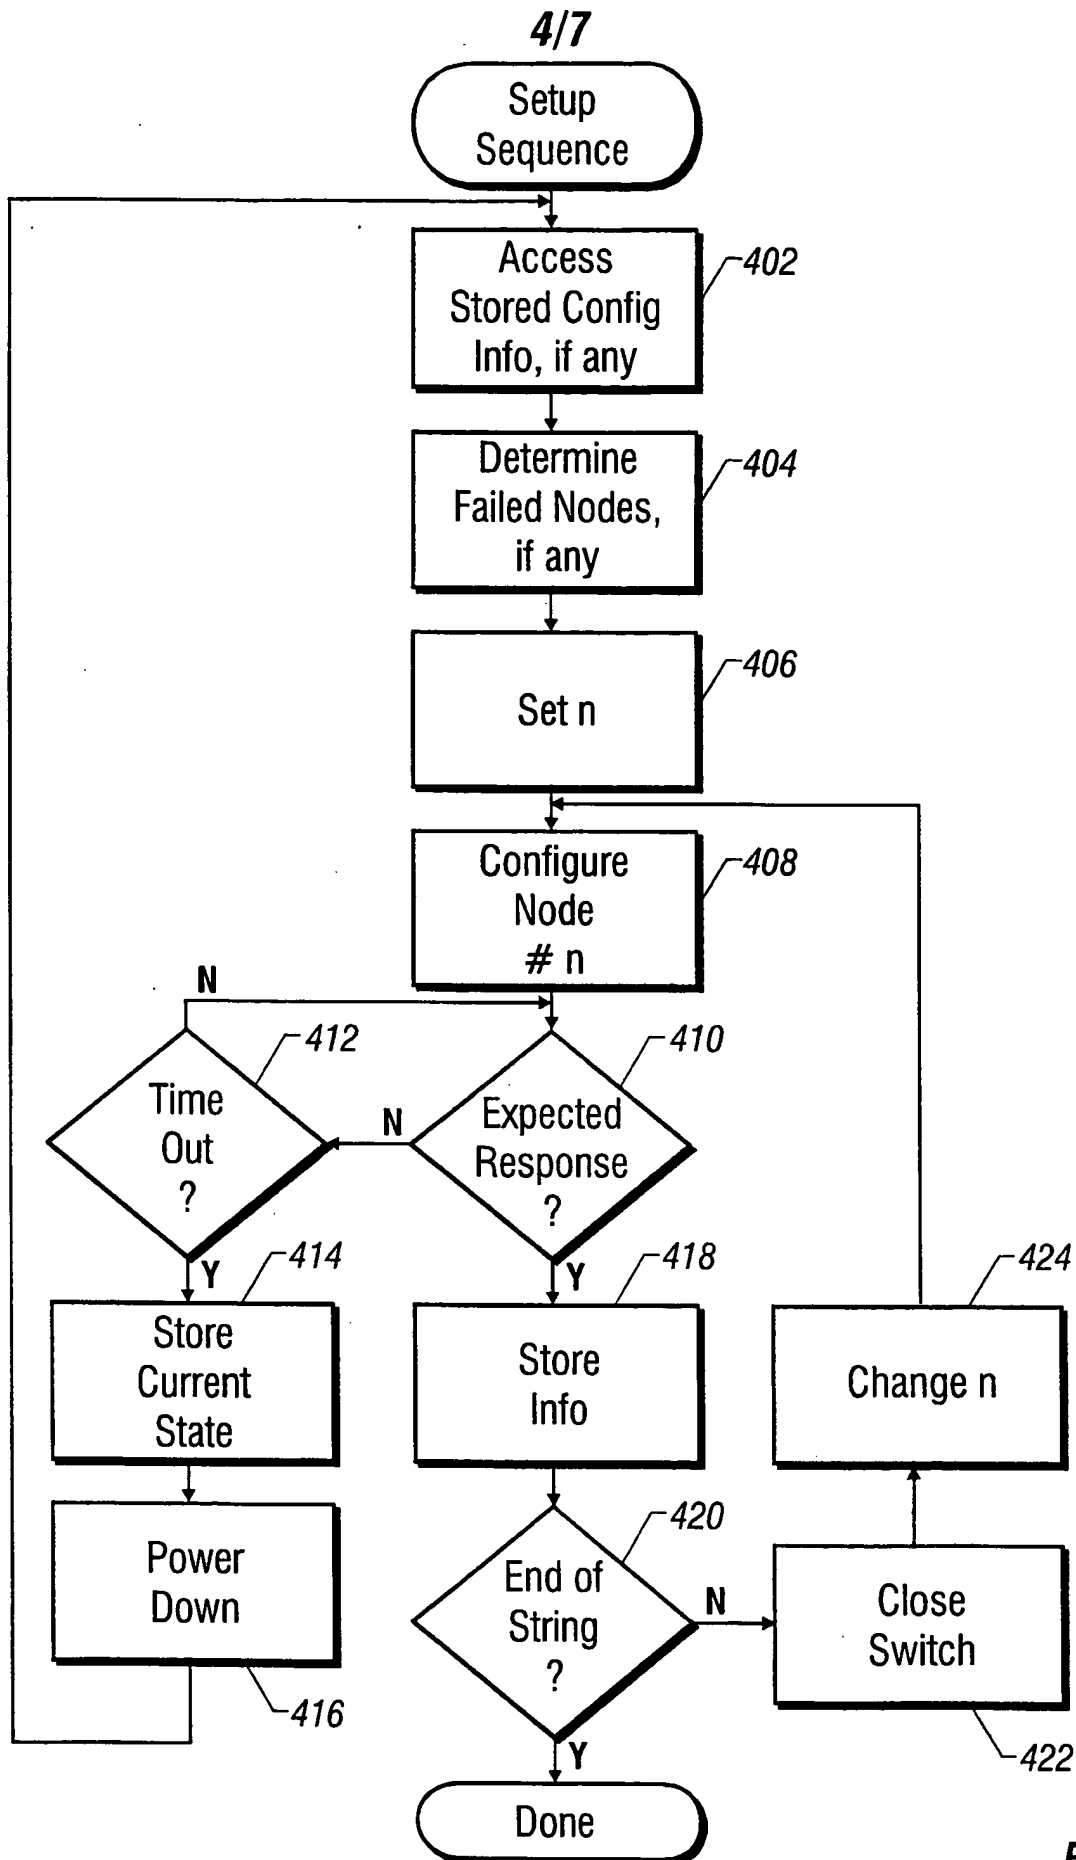 4/7
Setup
Sequence
Access
Stored Config
Info, if any
402
Determine
Failed Nodes,
if any
404
Set n
406
Configure
Node
# n
408
N
Time
Out
?
412
N
Expected
Response
?
410
Y
Store
Current
State
414
Y
Store
Info
418
Change n
424
Power
Down
416
End of
String
?
420
N
Close
Switch
422
Y
Done